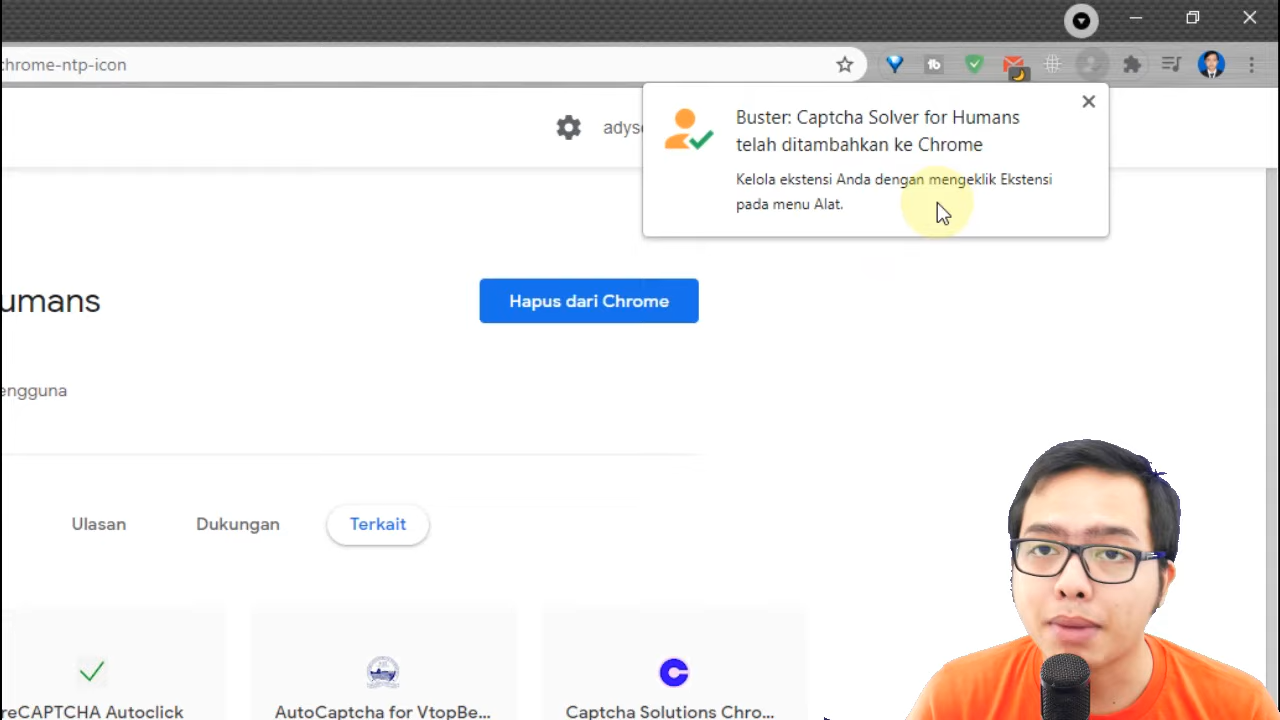 chrome-ntp-icon
Buster: Captcha Solver for Humans
telah ditambahkan ke Chrome
Kelola ekstensi Anda dengan mengeklik Ekstensi
pada menu Alat.
adyse
umans
Hapus dari Chrome
engguna
Ulasan
Dukungan
Terkait
reCAPTCHA Autoclick
AutoCaptcha for VtopBe...
Captcha Solutions Chro...